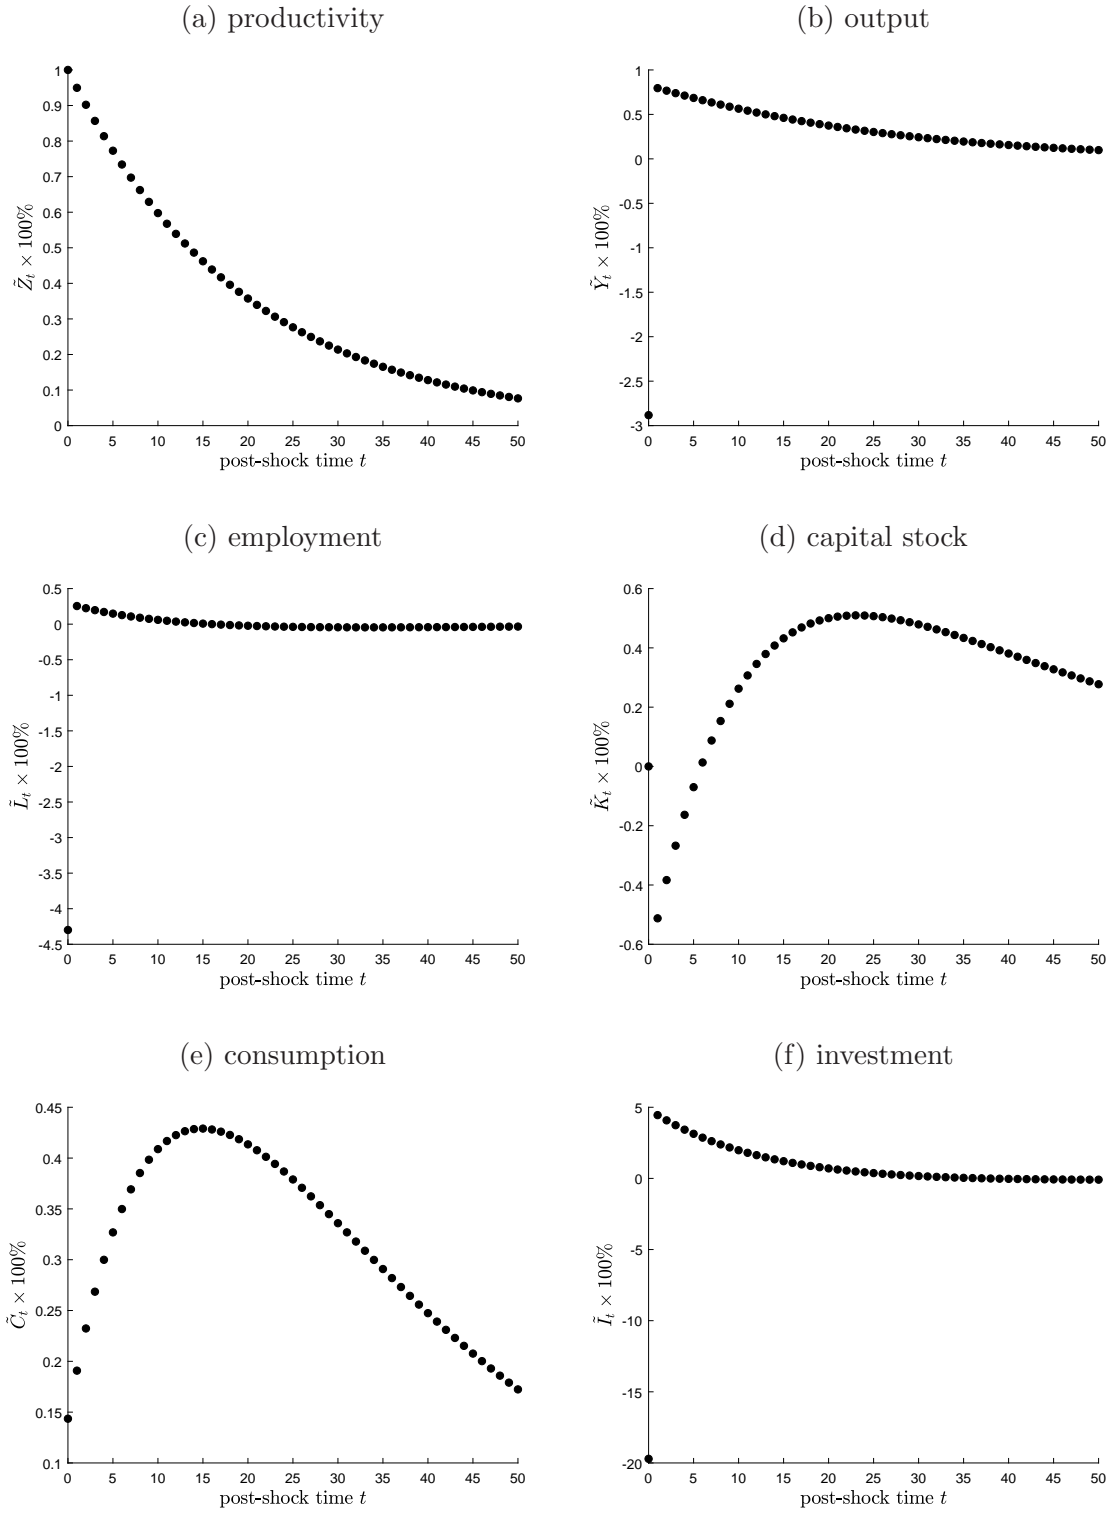 (a) productivity
1
0.9
0.8
0.7
0.6
0.5
0.4
0.3
0.2
0.1
0
Z̃_t × 100%
0 5 10 15 20 25 30 35 40 45 50
post-shock time t
(b) output
1
0.5
0
-0.5
-1
-1.5
-2
-2.5
-3
Ỹ_t × 100%
0 5 10 15 20 25 30 35 40 45 50
post-shock time t
(c) employment
0.5
0
-0.5
-1
-1.5
-2
-2.5
-3
-3.5
-4
-4.5
L̃_t × 100%
0 5 10 15 20 25 30 35 40 45 50
post-shock time t
(d) capital stock
0.6
0.4
0.2
0
-0.2
-0.4
-0.6
K̃_t × 100%
0 5 10 15 20 25 30 35 40 45 50
post-shock time t
(e) consumption
0.45
0.4
0.35
0.3
0.25
0.2
0.15
0.1
C̃_t × 100%
0 5 10 15 20 25 30 35 40 45 50
post-shock time t
(f) investment
5
0
-5
-10
-15
-20
Ĩ_t × 100%
0 5 10 15 20 25 30 35 40 45 50
post-shock time t